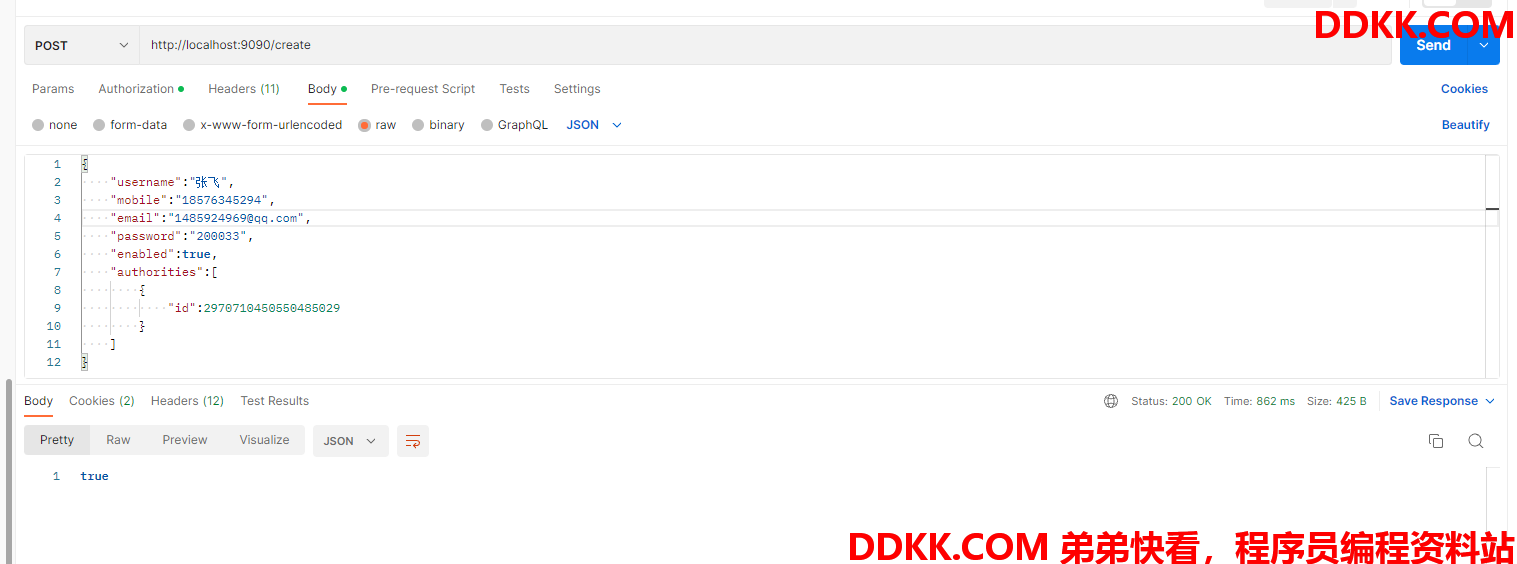 DDKK.COM
POST http://localhost:9090/create Send
Params Authorization Headers (11) Body Pre-request Script Tests Settings Cookies
none form-data x-www-form-urlencoded raw binary GraphQL JSON Beautify
1 {
2 "username":"张飞",
3 "mobile":"18576345294",
4 "email":"1485924969@qq.com",
5 "password":"200033",
6 "enabled":true,
7 "authorities":[
8 {
9 "id":2970710450550485029
10 }
11 ]
12 }
Body Cookies (2) Headers (12) Test Results Status: 200 OK Time: 862 ms Size: 425 B Save Response
Pretty Raw Preview Visualize JSON
1 true
DDKK.COM 弟弟快看，程序员编程资料站